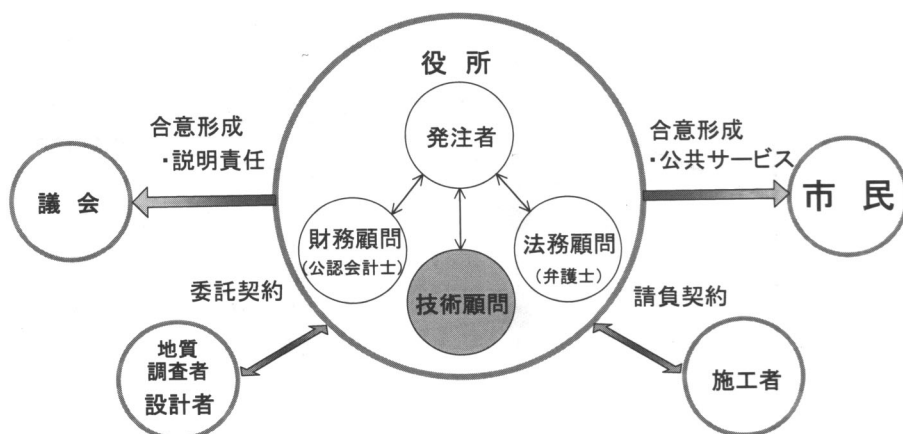 役 所
発注者
合意形成
・説明責任
合意形成
・公共サービス
議 会
市 民
財務顧問
(公認会計士)
法務顧問
(弁護士)
技術顧問
委託契約
請負契約
地質
調査者
設計者
施工者